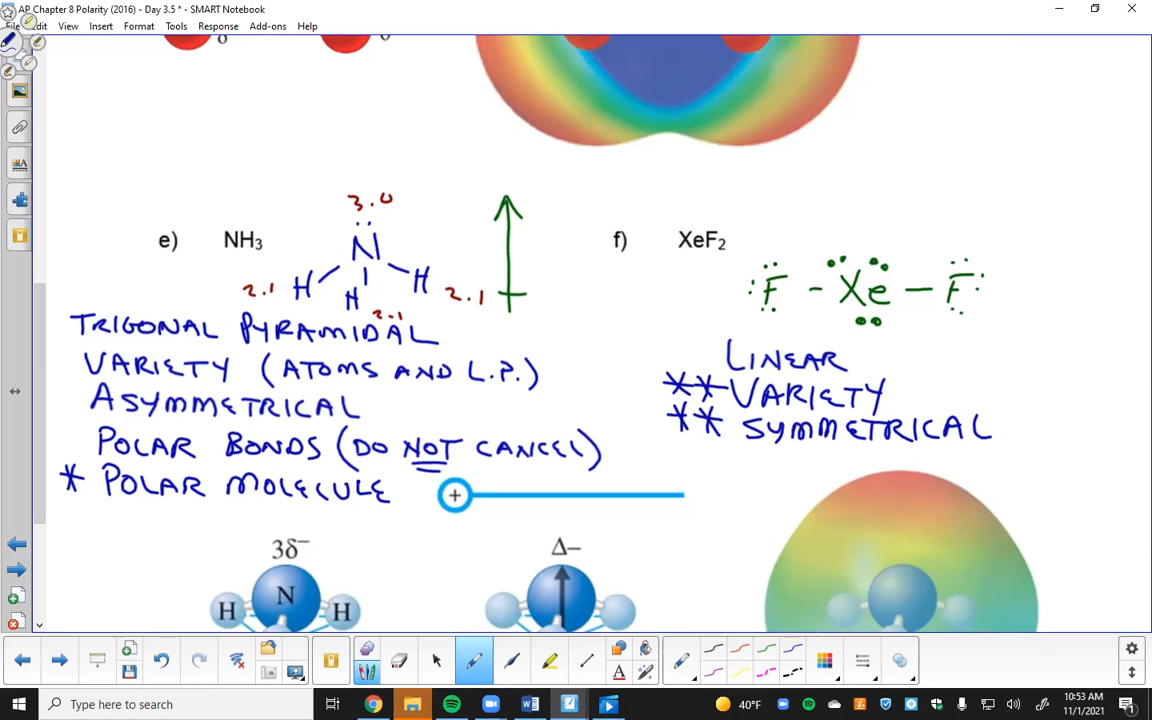 AP Chapter 8 Polarity (2016) - Day 3.5 * - SMART Notebook
File Edit View Insert Format Tools Response Add-ons Help
δ
e) NH3
3.0
N
H H H
2.1 2.1
2.1
TRIGONAL PYRAMIDAL
VARIETY (ATOMS AND L.P.)
ASYMMETRICAL
POLAR BONDS (DO NOT CANCEL)
* POLAR MOLECULE
f) XeF2
F - Xe - F
LINEAR
** VARIETY
** SYMMETRICAL
+
3δ−
Δ−
H N H
A
Type here to search
W
40°F
10:53 AM
11/1/2021
1